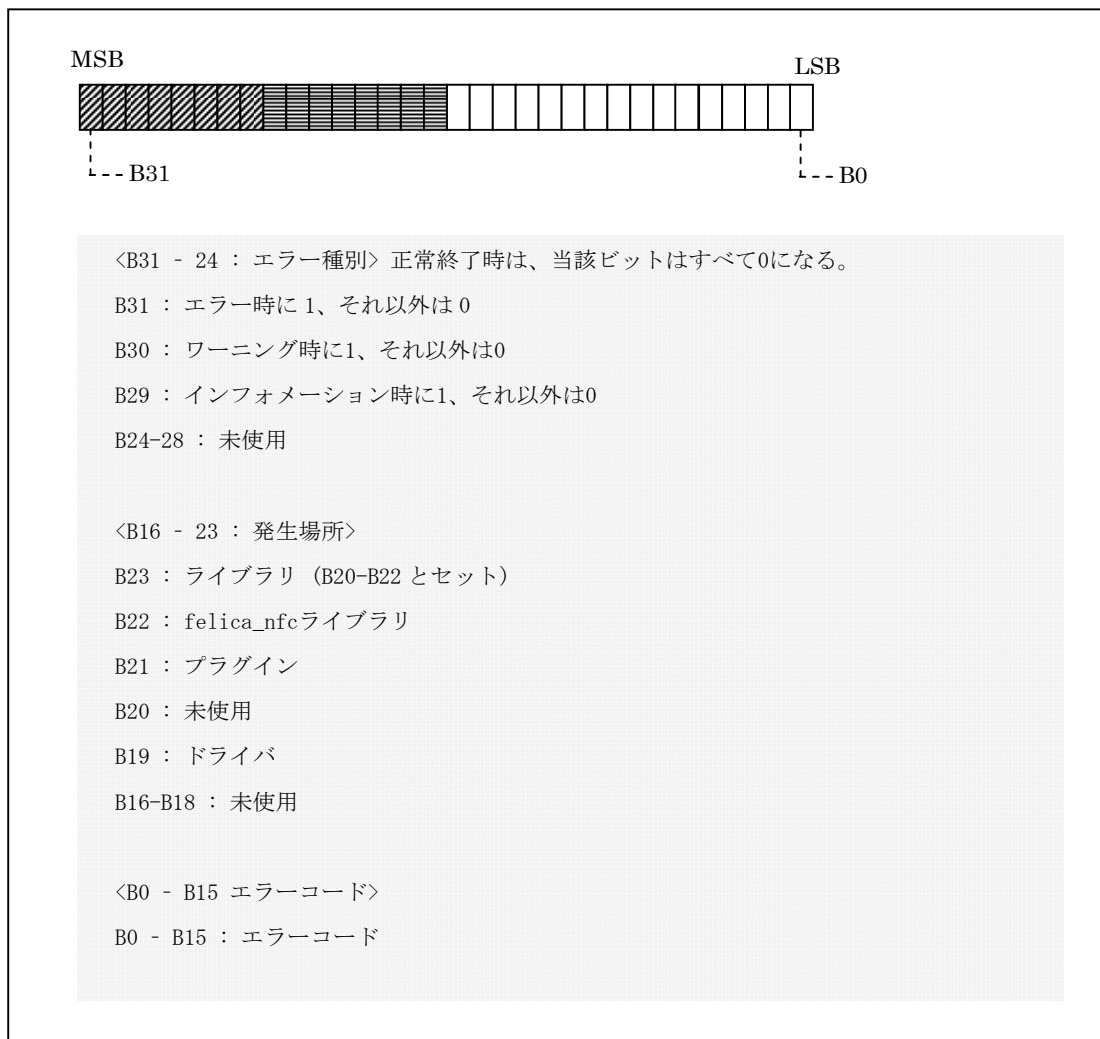 MSB
LSB
B31
B0
<B31 – 24 : エラー種別> 正常終了時は、当該ビットはすべて0になる。
B31 : エラー時に 1、それ以外は 0
B30 : ワーニング時に1、それ以外は0
B29 : インフォメーション時に1、それ以外は0
B24-28 : 未使用
<B16 – 23 : 発生場所>
B23 : ライブラリ (B20-B22 とセット)
B22 : felica_nfcライブラリ
B21 : プラグイン
B20 : 未使用
B19 : ドライバ
B16-B18 : 未使用
<B0 – B15 エラーコード>
B0 – B15 : エラーコード